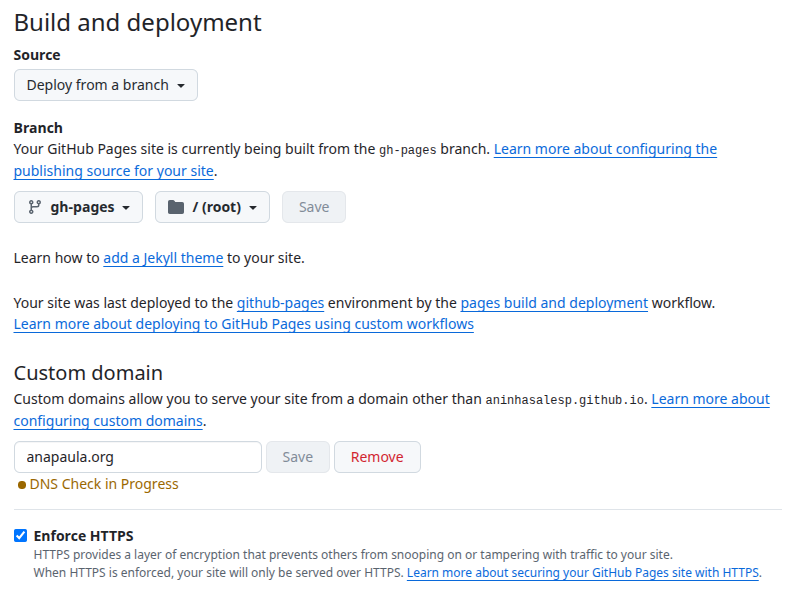 Build and deployment
Source
Deploy from a branch
Branch
Your GitHub Pages site is currently being built from the gh-pages branch. Learn more about configuring the
publishing source for your site.
gh-pages / (root) Save
Learn how to add a Jekyll theme to your site.
Your site was last deployed to the github-pages environment by the pages build and deployment workflow.
Learn more about deploying to GitHub Pages using custom workflows
Custom domain
Custom domains allow you to serve your site from a domain other than aninhasalesp.github.io. Learn more about
configuring custom domains.
anapaula.org Save Remove
DNS Check in Progress
Enforce HTTPS
HTTPS provides a layer of encryption that prevents others from snooping on or tampering with traffic to your site.
When HTTPS is enforced, your site will only be served over HTTPS. Learn more about securing your GitHub Pages site with HTTPS.